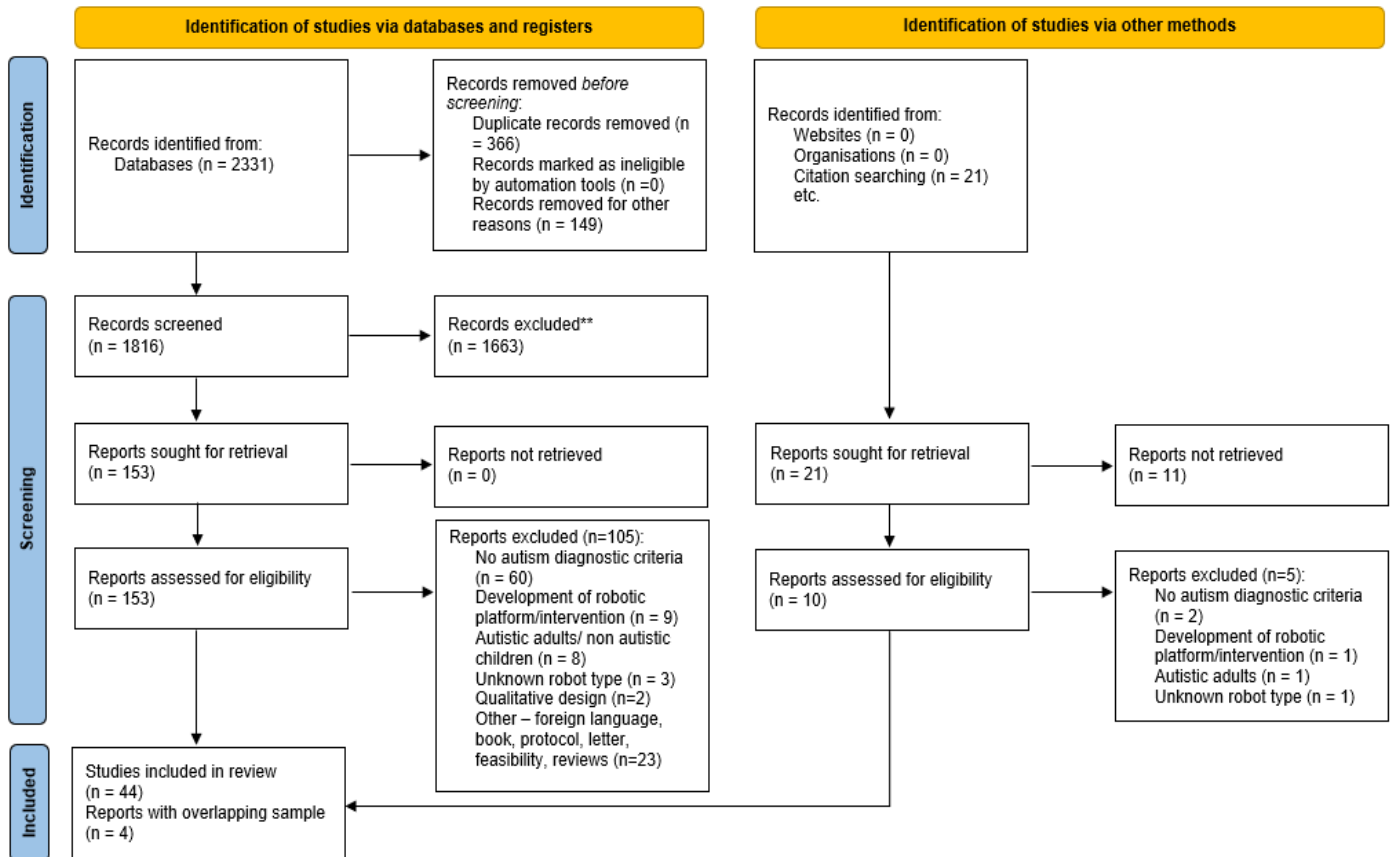 Identification of studies via databases and registers
Identification of studies via other methods
Identification
Records identified from:
Databases (n = 2331)
Records removed before
screening:
Duplicate records removed (n
= 366)
Records marked as ineligible
by automation tools (n =0)
Records removed for other
reasons (n = 149)
Records identified from:
Websites (n = 0)
Organisations (n = 0)
Citation searching (n = 21)
etc.
Screening
Records screened
(n = 1816)
Records excluded**
(n = 1663)
Reports sought for retrieval
(n = 153)
Reports not retrieved
(n = 0)
Reports sought for retrieval
(n = 21)
Reports not retrieved
(n = 11)
Reports assessed for eligibility
(n = 153)
Reports excluded (n=105):
No autism diagnostic criteria
(n = 60)
Development of robotic
platform/intervention (n = 9)
Autistic adults/ non autistic
children (n = 8)
Unknown robot type (n = 3)
Qualitative design (n=2)
Other – foreign language,
book, protocol, letter,
feasibility, reviews (n=23)
Reports assessed for eligibility
(n = 10)
Reports excluded (n=5):
No autism diagnostic criteria
(n = 2)
Development of robotic
platform/intervention (n = 1)
Autistic adults (n = 1)
Unknown robot type (n = 1)
Included
Studies included in review
(n = 44)
Reports with overlapping sample
(n = 4)